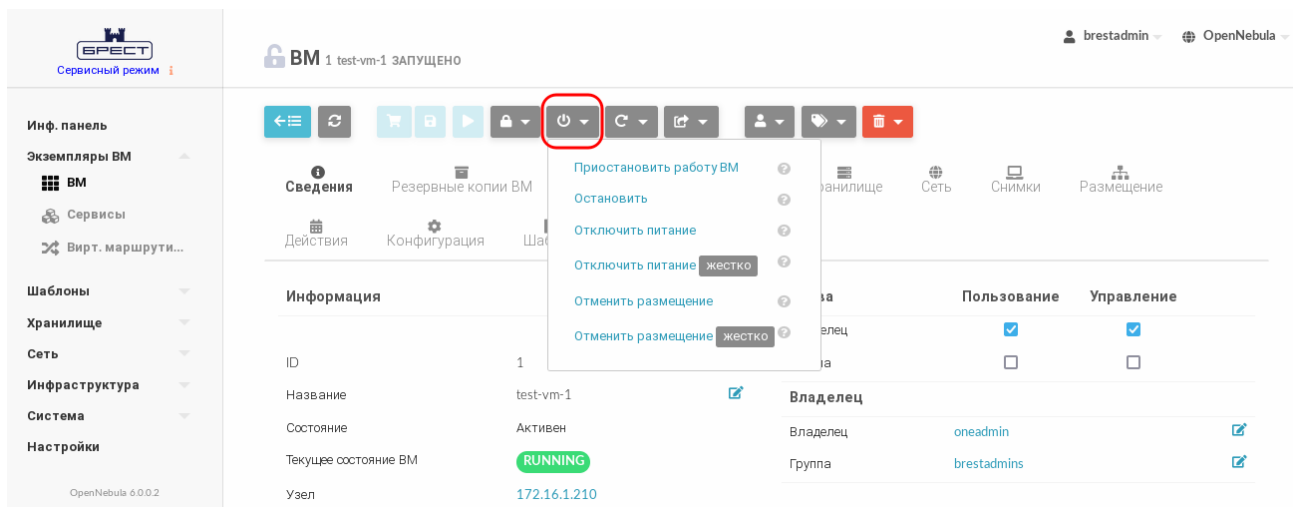 БРЕСТ
Сервисный режим i
brestadmin
OpenNebula
ВМ 1 test-vm-1 ЗАПУЩЕНО
Инф. панель
Экземпляры ВМ
ВМ
Сервисы
Вирт. маршрути...
Шаблоны
Хранилище
Сеть
Инфраструктура
Система
Настройки
OpenNebula 6.0.0.2
Приостановить работу ВМ
Остановить
Отключить питание
Отключить питание жестко
Отменить размещение
Отменить размещение жестко
Сведения Резервные копии ВМ Сеть Снимки Размещение
Действия Конфигурация
Информация
Пользование Управление
ID 1
Название test-vm-1
Состояние Активен
Текущее состояние ВМ RUNNING
Узел 172.16.1.210
Владелец
Владелец oneadmin
Группа brestadmins